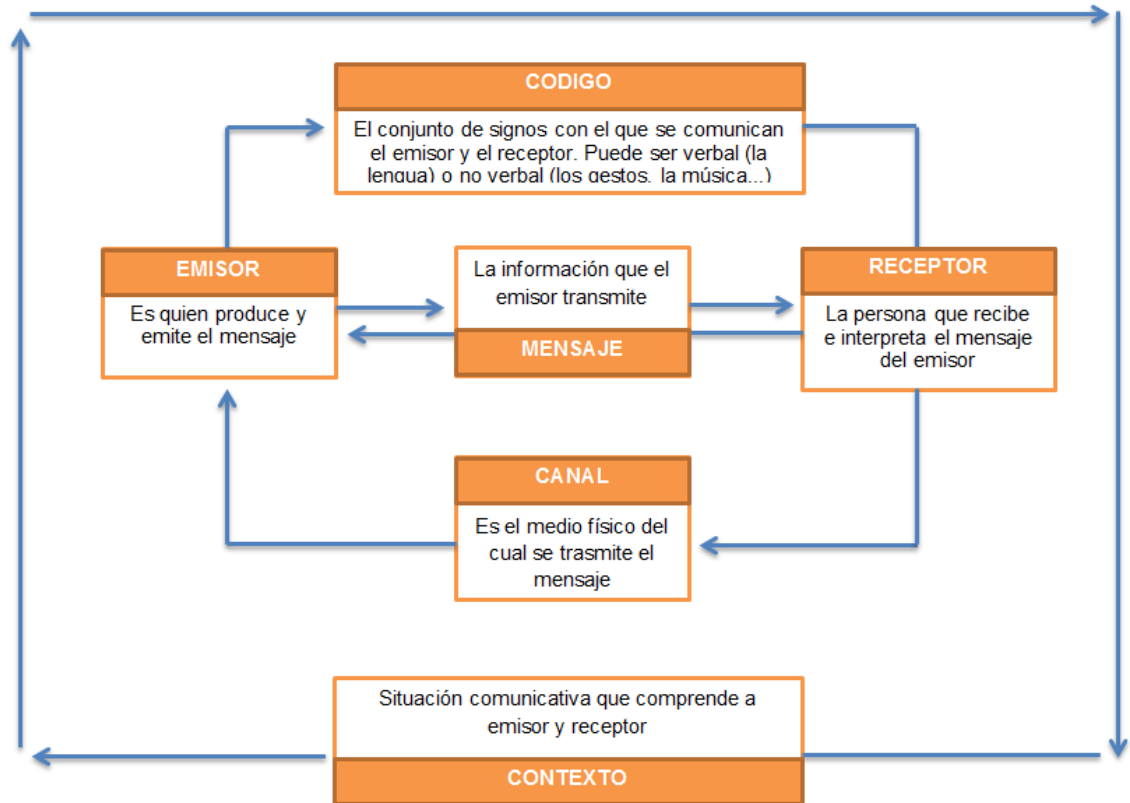 CODIGO
El conjunto de signos con el que se comunican
el emisor y el receptor. Puede ser verbal (la
lengua) o no verbal (los gestos, la música...)
EMISOR
Es quien produce y
emite el mensaje
La información que el
emisor transmite
MENSAJE
RECEPTOR
La persona que recibe
e interpreta el mensaje
del emisor
CANAL
Es el medio físico del
cual se trasmite el
mensaje
Situación comunicativa que comprende a
emisor y receptor
CONTEXTO